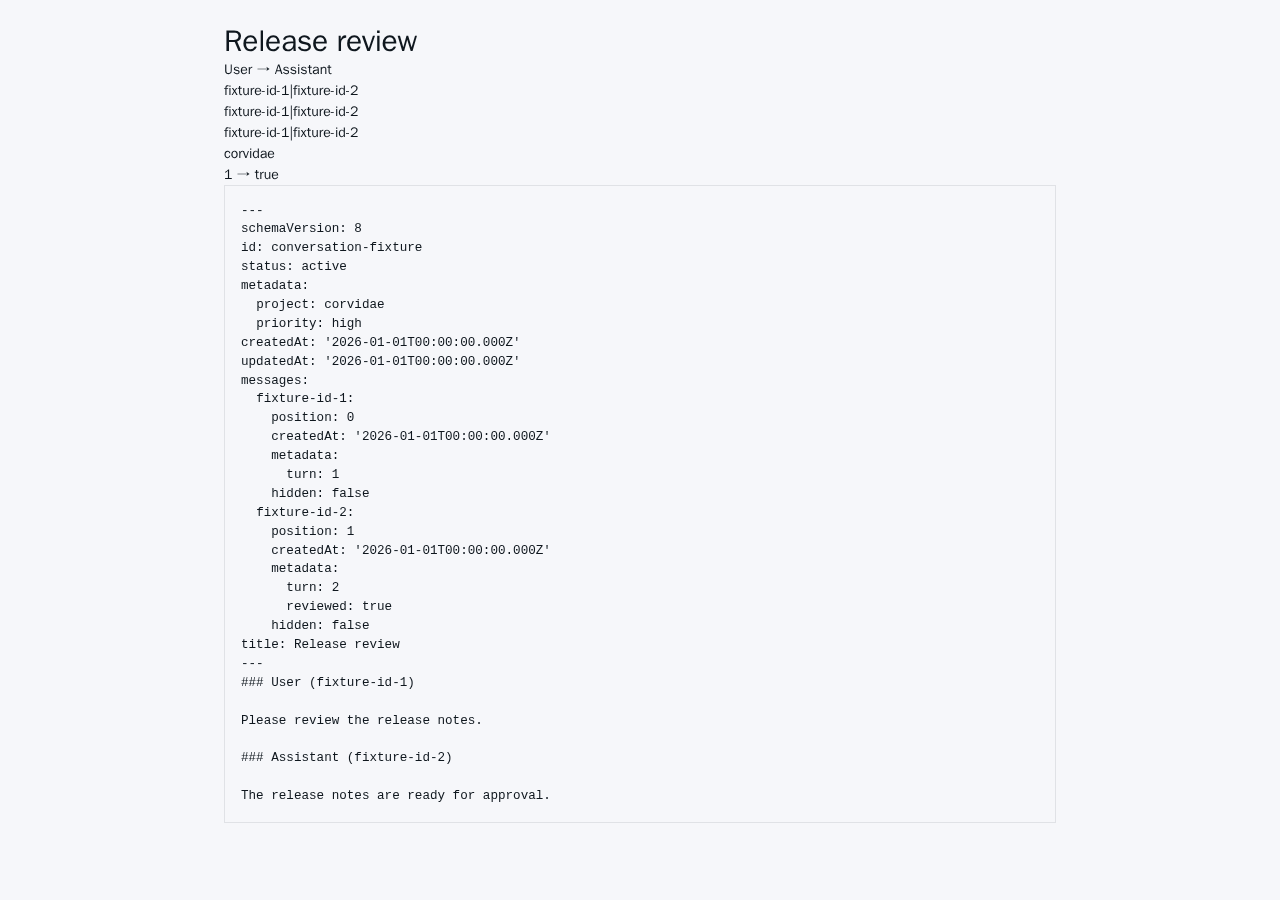 Release review
User → Assistant
fixture-id-1|fixture-id-2
fixture-id-1|fixture-id-2
fixture-id-1|fixture-id-2
corvidae
1 → true
---
schemaVersion: 8
id: conversation-fixture
status: active
metadata:
  project: corvidae
  priority: high
createdAt: '2026-01-01T00:00:00.000Z'
updatedAt: '2026-01-01T00:00:00.000Z'
messages:
  fixture-id-1:
    position: 0
    createdAt: '2026-01-01T00:00:00.000Z'
    metadata:
      turn: 1
    hidden: false
  fixture-id-2:
    position: 1
    createdAt: '2026-01-01T00:00:00.000Z'
    metadata:
      turn: 2
      reviewed: true
    hidden: false
title: Release review
---
### User (fixture-id-1)

Please review the release notes.

### Assistant (fixture-id-2)

The release notes are ready for approval.